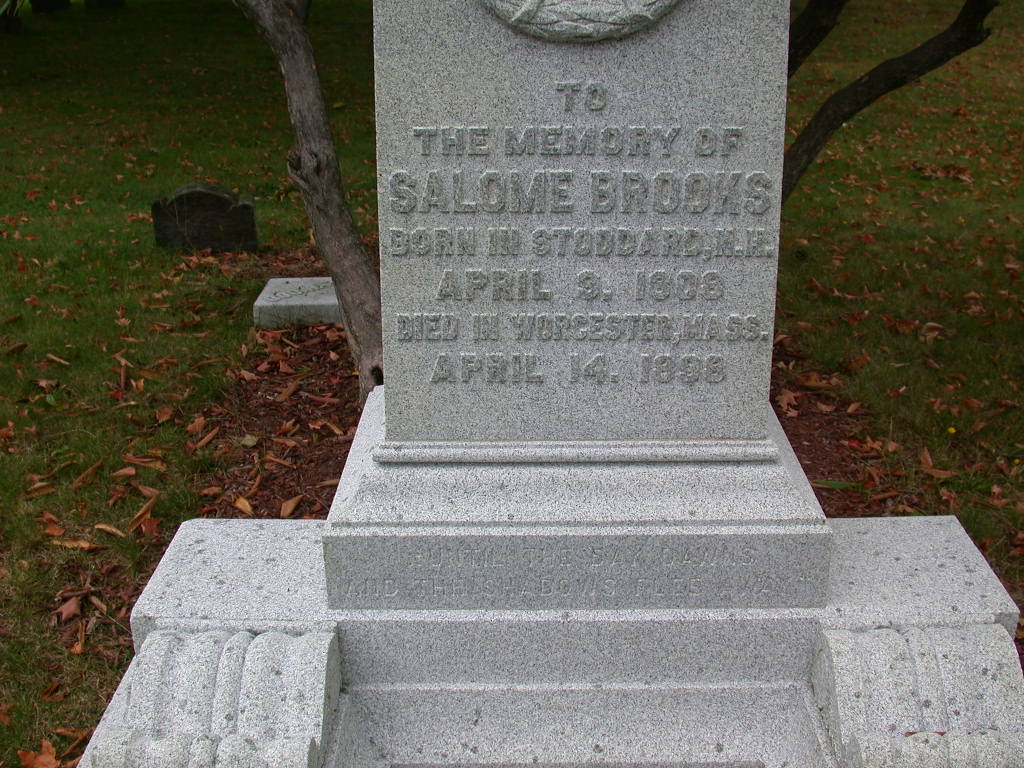 TO
THE MEMORY OF
SALOME BROOKS
BORN IN STODDARD, N.H.
APRIL 9. 1808
DIED IN WORCESTER, MASS.
APRIL 14. 1898
"UNTIL THE DAY DAWNS
AND THE SHADOWS FLEE AWAY"